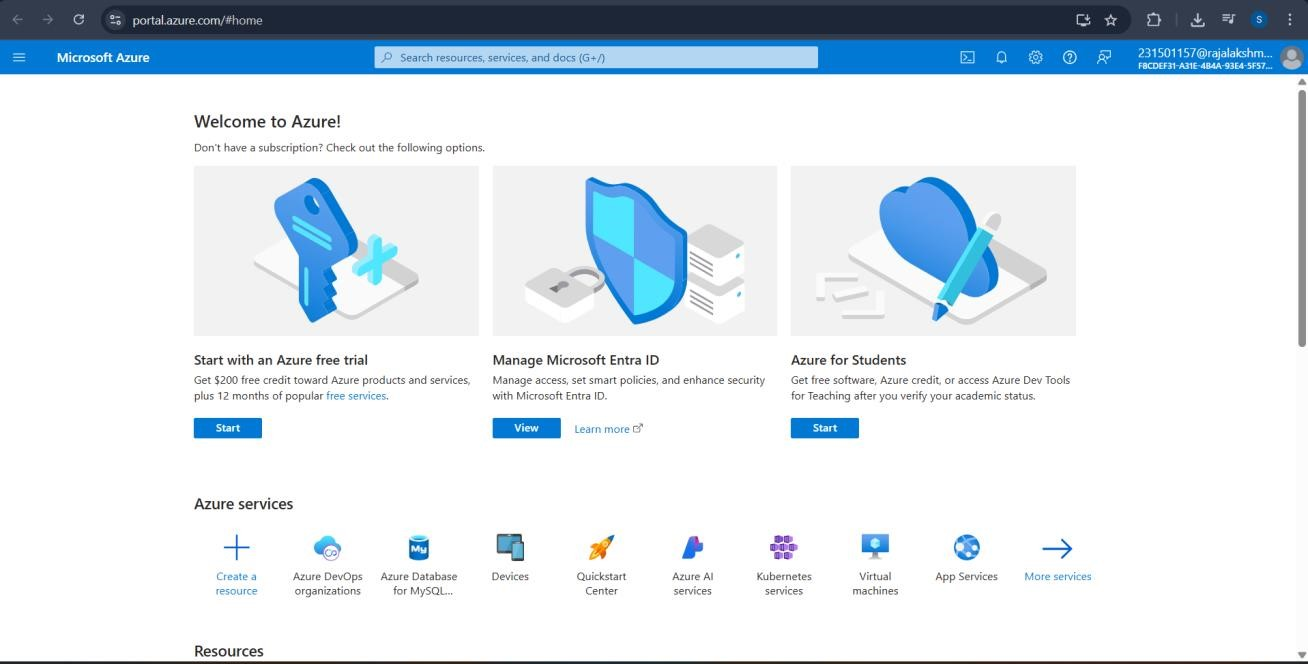 portal.azure.com/#home
S
Microsoft Azure
Search resources, services, and docs (G+/)
231501157@rajalakshm...
F8CDEF31-A31E-4B4A-93E4-5F57...
Welcome to Azure!
Don't have a subscription? Check out the following options.
Start with an Azure free trial
Get $200 free credit toward Azure products and services,
plus 12 months of popular free services.
Start
Manage Microsoft Entra ID
Manage access, set smart policies, and enhance security
with Microsoft Entra ID.
View
Learn more
Azure for Students
Get free software, Azure credit, or access Azure Dev Tools
for Teaching after you verify your academic status.
Start
Azure services
Create a
resource
Azure DevOps
organizations
My
Azure Database
for MySQL...
Devices
Quickstart
Center
Azure AI
services
Kubernetes
services
Virtual
machines
App Services
More services
Resources